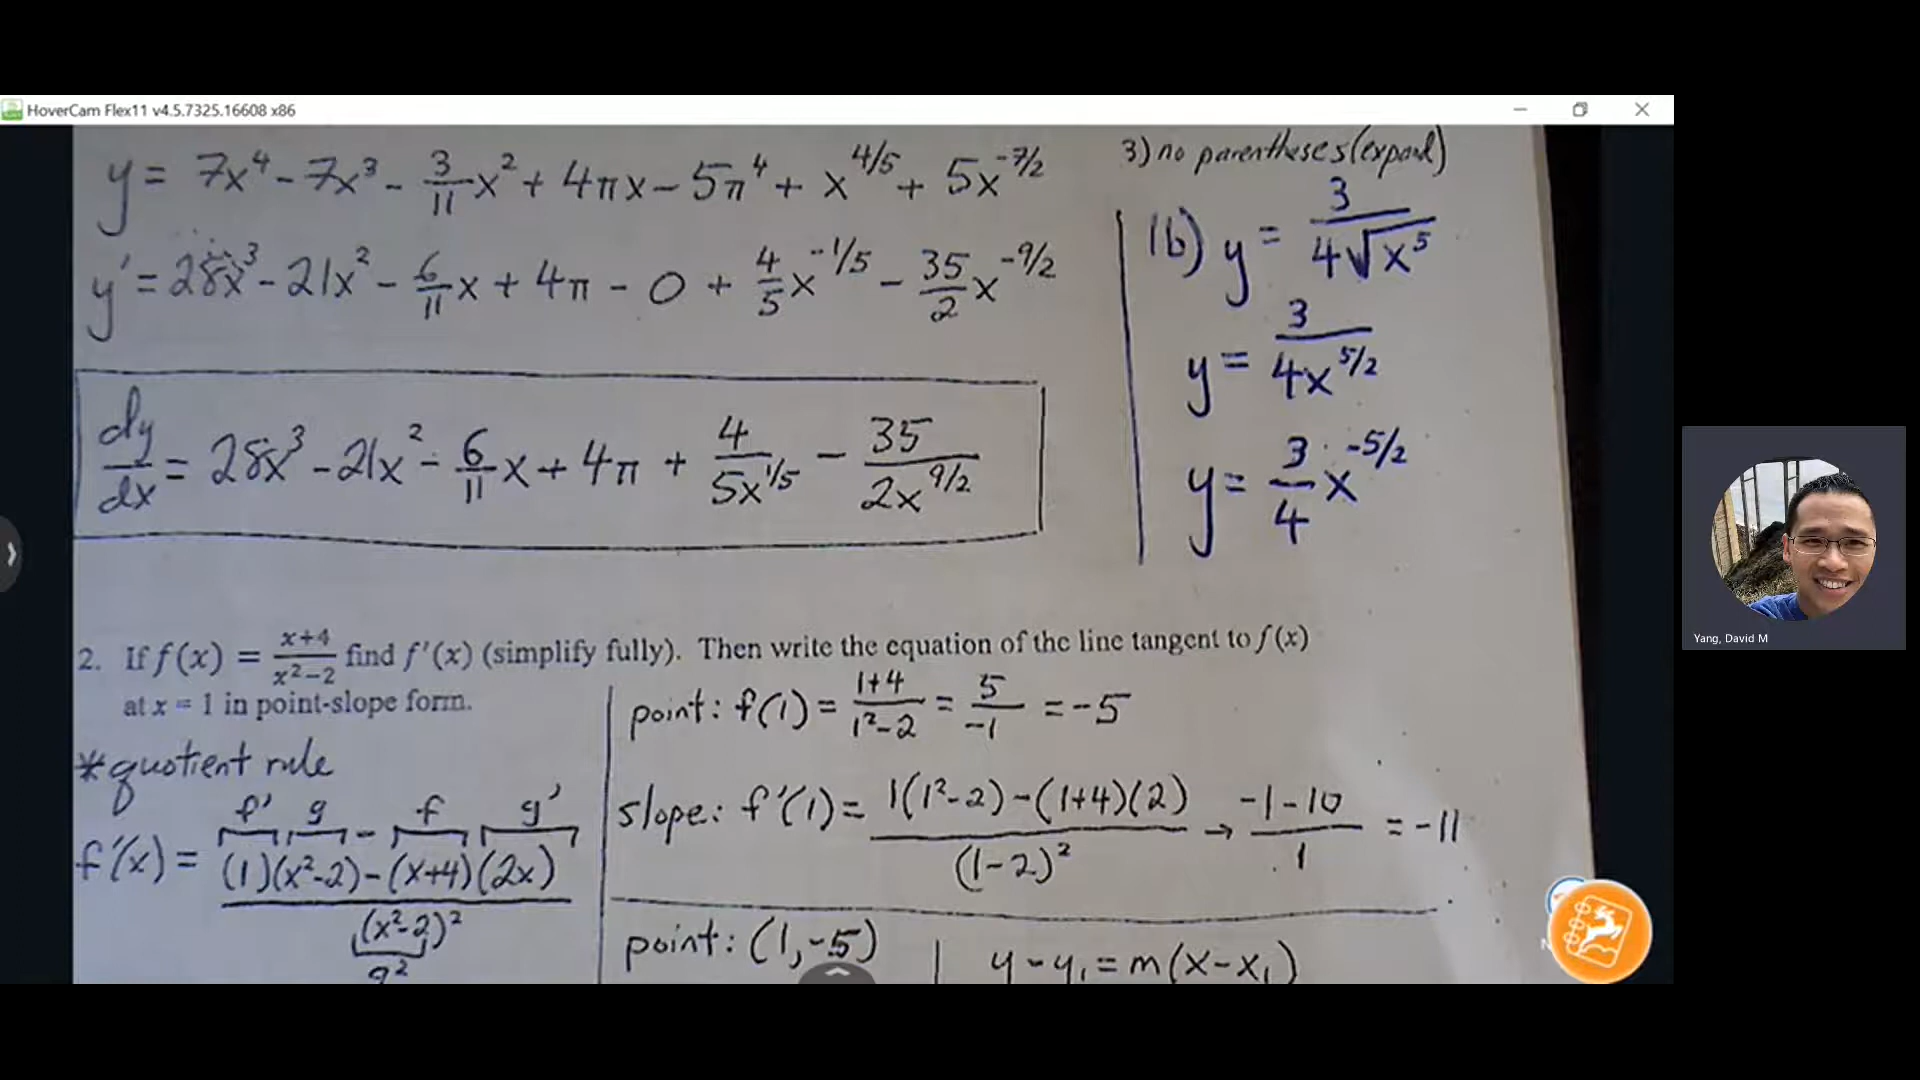 HoverCam Flex11 v4.5.7325.16608 x86
y = 7x⁴ - 7x³ - 3/11 x² + 4πx - 5π⁴ + x^4/5 + 5x^-7/2
y' = 28x³ - 21x² - 6/11 x + 4π - 0 + 4/5 x^-1/5 - 35/2 x^-9/2
dy/dx = 28x³ - 21x² - 6/11 x + 4π + 4/5x^1/5 - 35/2x^9/2
3) no parentheses (expand)
1b) y = 3/4√x⁵
y = 3/4x^5/2
y = 3/4 x^-5/2
2. If f(x) = x+4/x²-2 find f'(x) (simplify fully). Then write the equation of the line tangent to f(x)
at x = 1 in point-slope form.
*quotient rule
f' g - f g'
f'(x) = (1)(x²-2)-(x+4)(2x)/(x²-2)²
g²
point: f(1) = 1+4/1²-2 = 5/-1 = -5
slope: f'(1) = 1(1²-2)-(1+4)(2)/(1-2)² → -1-10/1 = -11
point: (1,-5)
y-y₁ = m(x-x₁)
Yang, David M